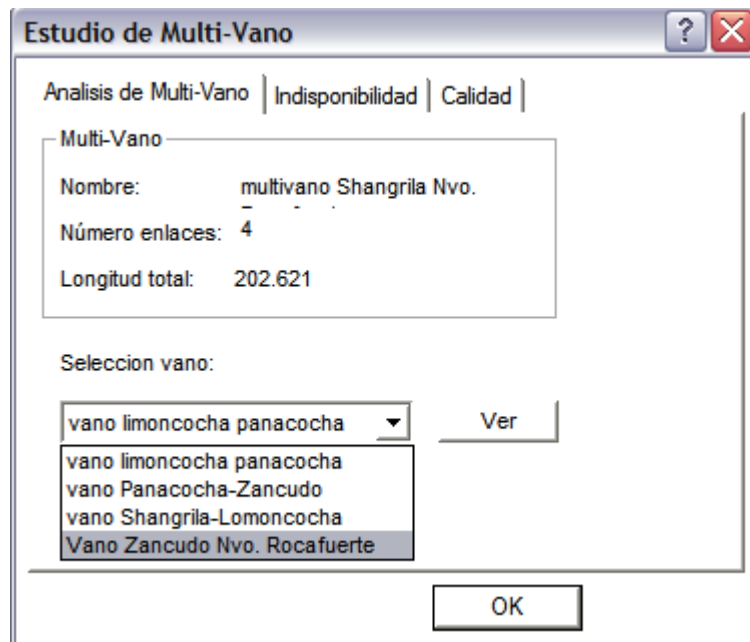 Estudio de Multi-Vano
?
Analisis de Multi-Vano Indisponibilidad Calidad
Multi-Vano
Nombre: multivano Shangrila Nvo.
Número enlaces: 4
Longitud total: 202.621
Seleccion vano:
vano limoncocha panacocha Ver
vano limoncocha panacocha
vano Panacocha-Zancudo
vano Shangrila-Lomoncocha
Vano Zancudo Nvo. Rocafuerte
OK